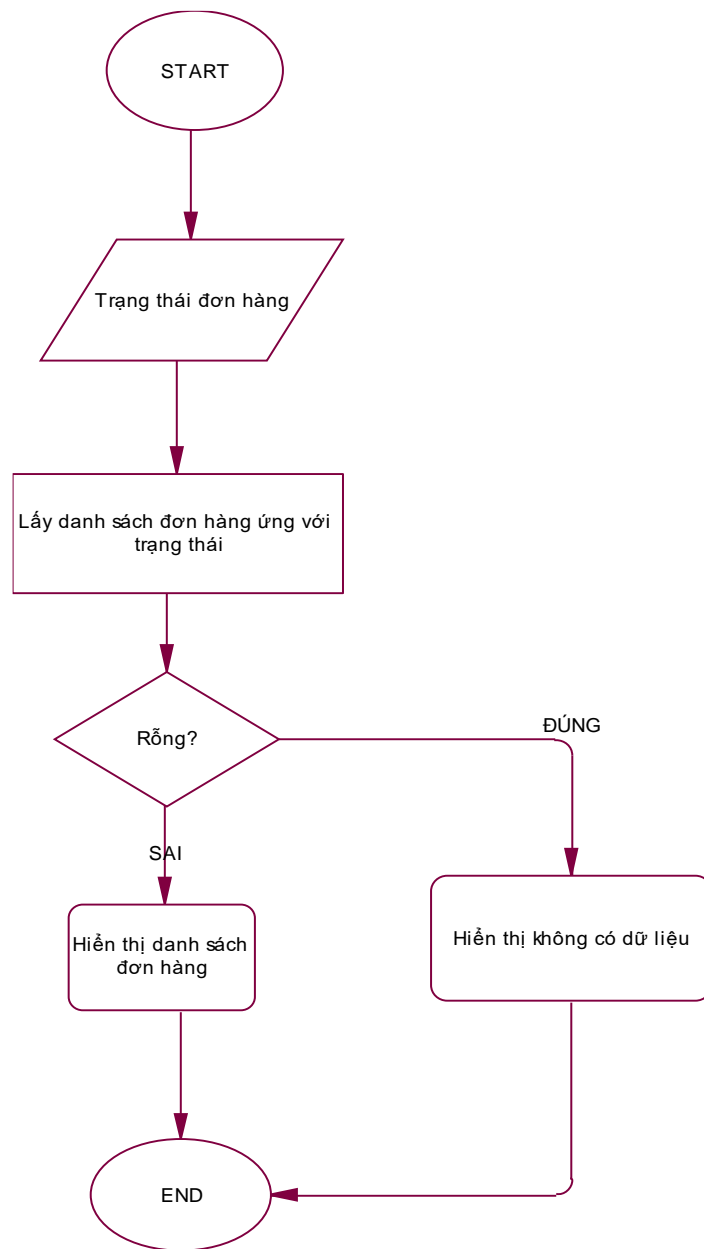 START
Trạng thái đơn hàng
Lấy danh sách đơn hàng ứng với
trạng thái
Rỗng?
ĐÚNG
SAI
Hiển thị danh sách
đơn hàng
Hiển thị không có dữ liệu
END